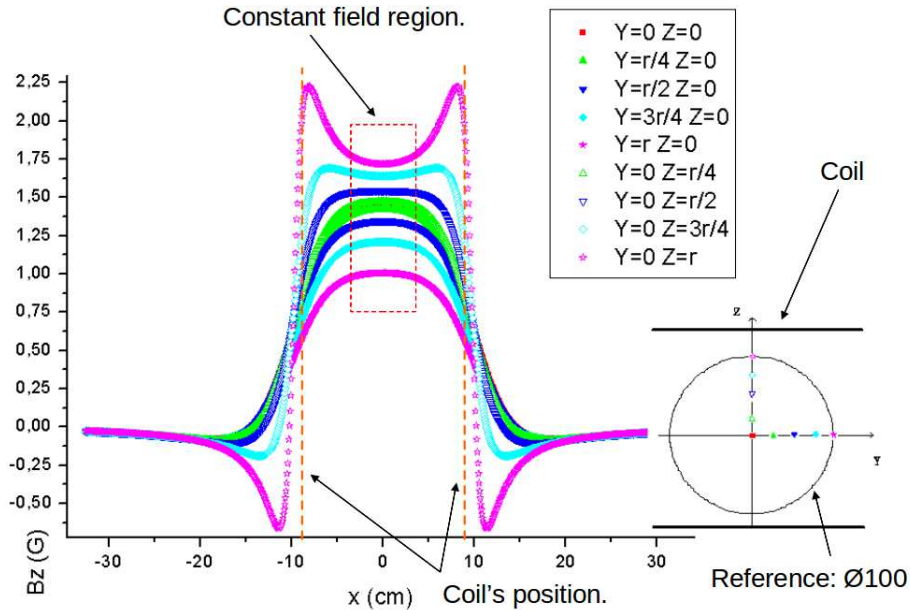 Constant field region.
Y=0 Z=0
Y=r/4 Z=0
Y=r/2 Z=0
Y=3r/4 Z=0
Y=r Z=0
Y=0 Z=r/4
Y=0 Z=r/2
Y=0 Z=3r/4
Y=0 Z=r
2,25
2,00
1,75
1,50
1,25
1,00
0,75
0,50
0,25
0,00
-0,25
-0,50
Bz (G)
-30 -20 -10 0 10 20 30
x (cm)
Coil's position.
Coil
Z
Y
Reference: Ø100